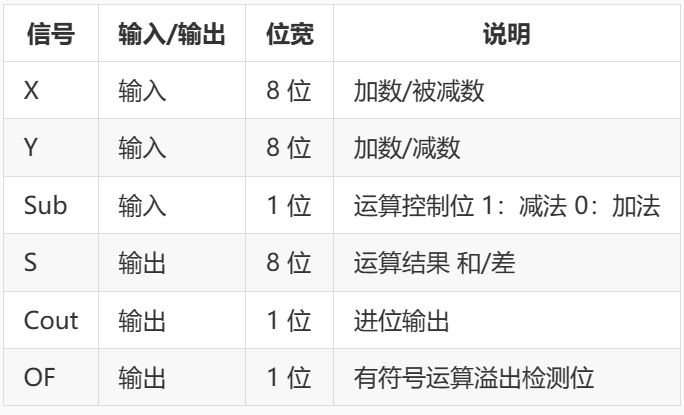 信号 输入/输出 位宽 说明
X 输入 8 位 加数/被减数
Y 输入 8 位 加数/减数
Sub 输入 1 位 运算控制位 1：减法 0：加法
S 输出 8 位 运算结果 和/差
Cout 输出 1 位 进位输出
OF 输出 1 位 有符号运算溢出检测位